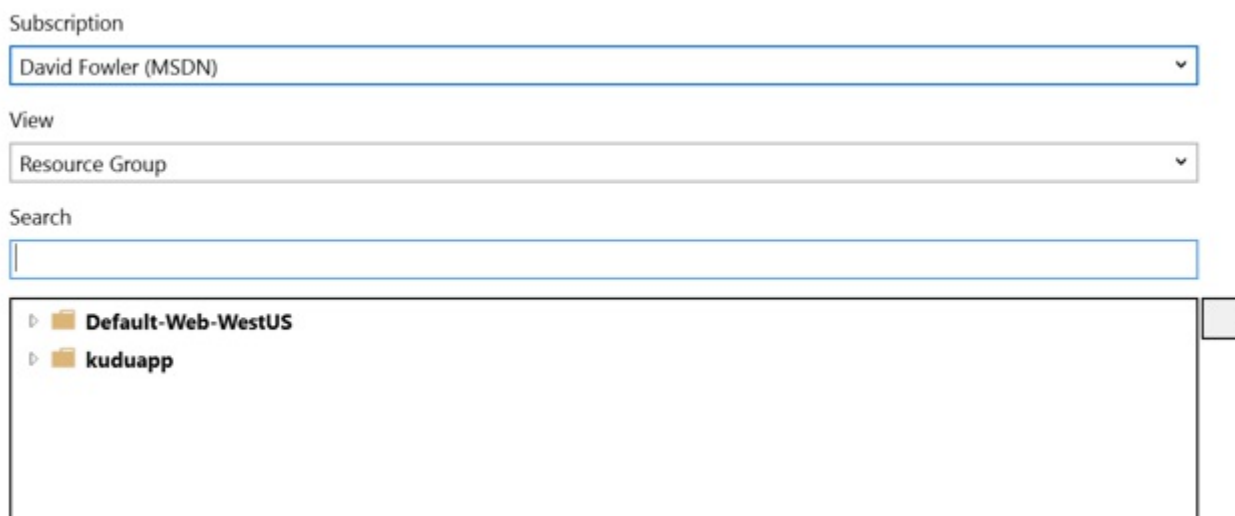 Subscription
David Fowler (MSDN)
View
Resource Group
Search
Default-Web-WestUS
kuduapp